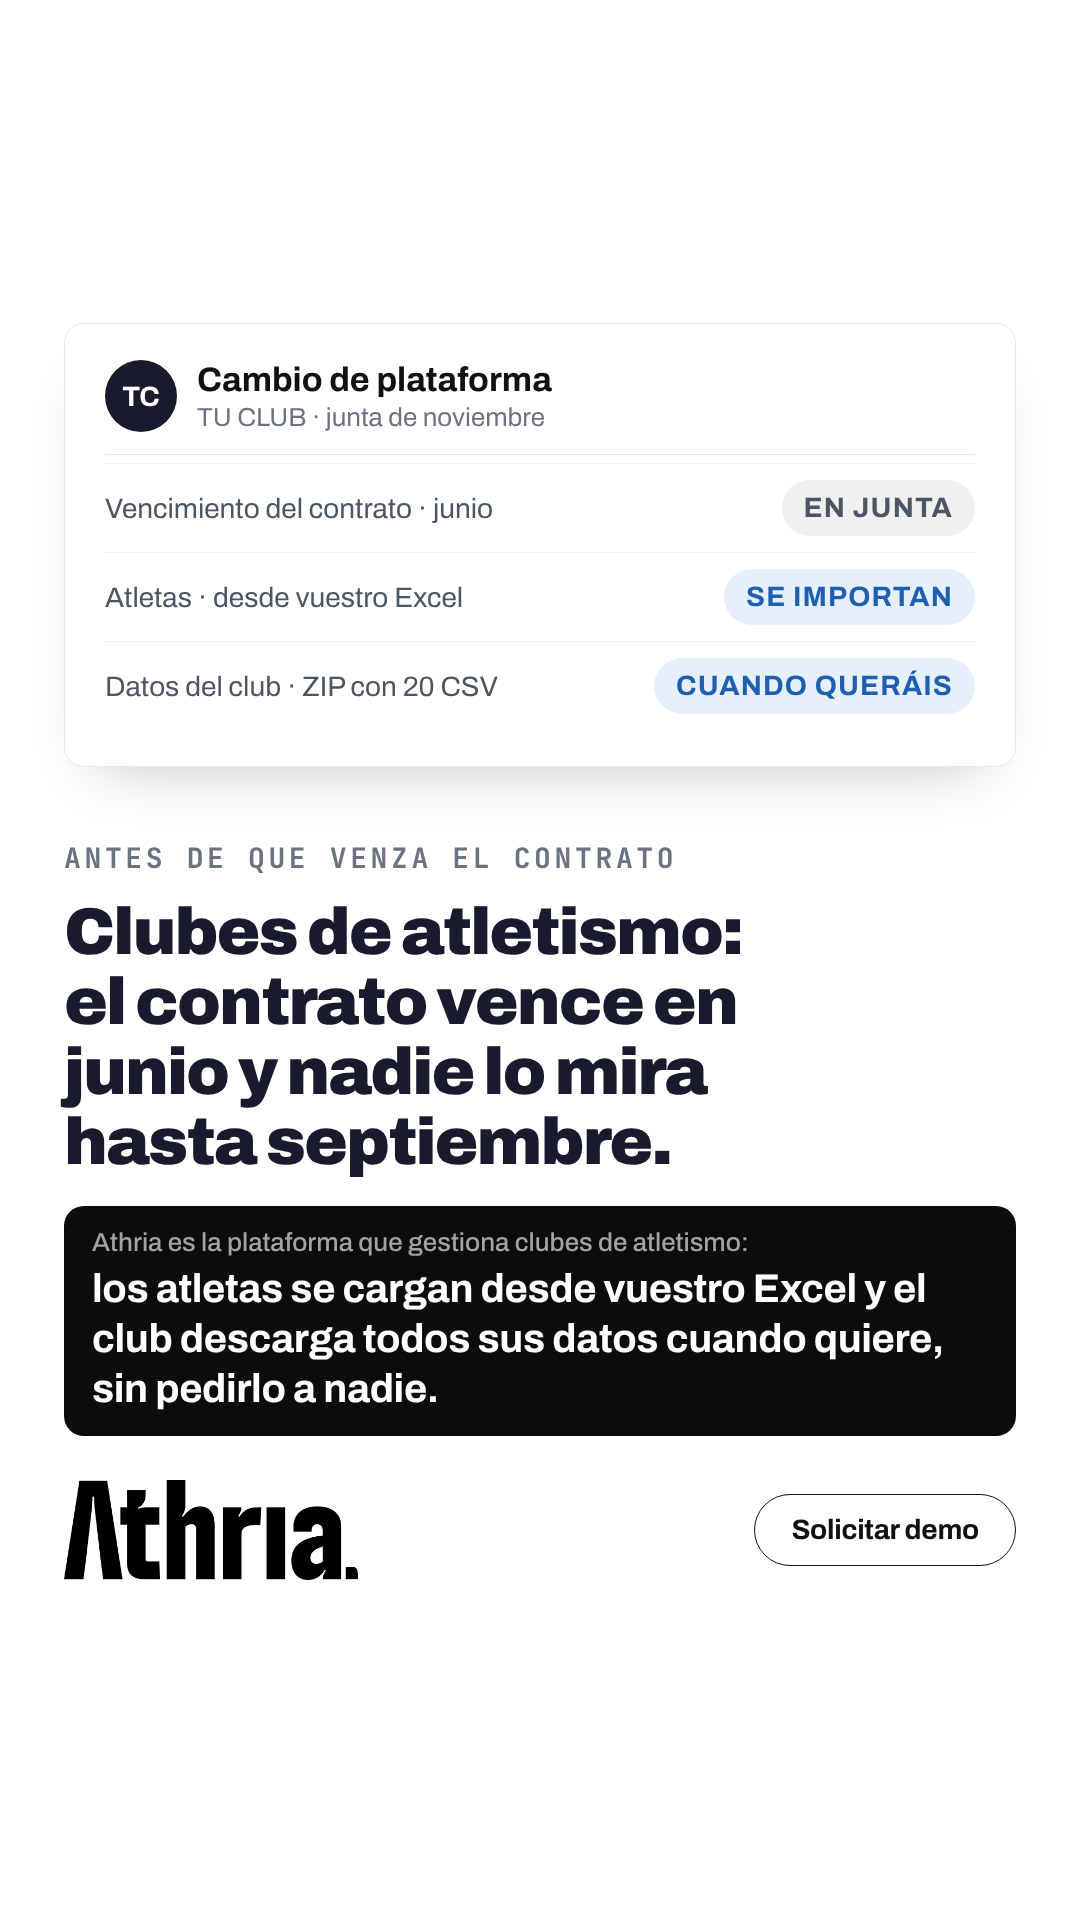 TC
Cambio de plataforma
TU CLUB · junta de noviembre
Vencimiento del contrato · junio
EN JUNTA
Atletas · desde vuestro Excel
SE IMPORTAN
Datos del club · ZIP con 20 CSV
CUANDO QUERÁIS
ANTES DE QUE VENZA EL CONTRATO
Clubes de atletismo:
el contrato vence en
junio y nadie lo mira
hasta septiembre.
Athria es la plataforma que gestiona clubes de atletismo:
los atletas se cargan desde vuestro Excel y el
club descarga todos sus datos cuando quiere,
sin pedirlo a nadie.
Athria.
Solicitar demo